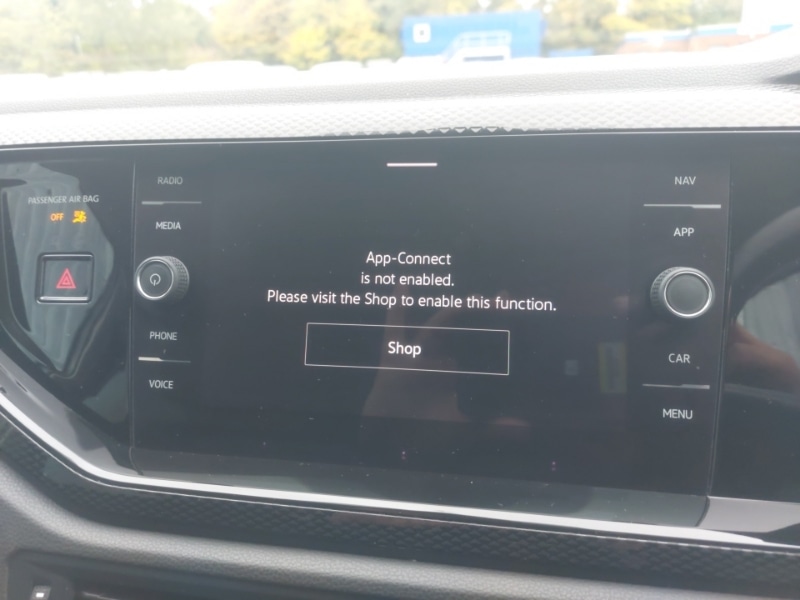 PASSENGER AIR BAG
OFF
RADIO
MEDIA
PHONE
VOICE
App-Connect
is not enabled.
Please visit the Shop to enable this function.
Shop
NAV
APP
CAR
MENU